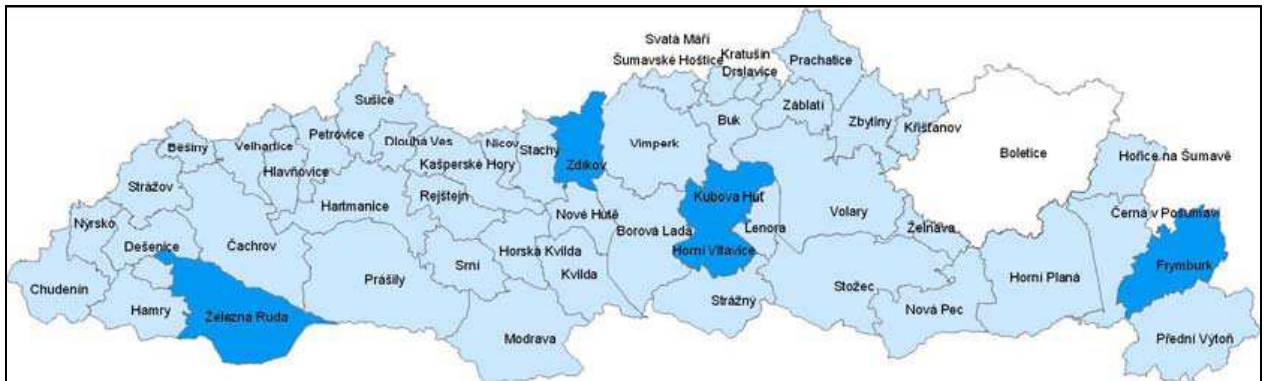 Svatá Máří
Šumavské Hoštice
Kratušín
Drslavice
Prachatice
Sušice
Petrovice
Dlouhá Ves
Nicov
Stachy
Zdíkov
Vimperk
Buk
Záblatí
Zbytiny
Křišťanov
Boletice
Hořice na Šumavě
Běšiny
Velhartice
Hlavňovice
Kašperské Hory
Strážov
Hartmanice
Rejštejn
Nové Hutě
Kubova Huť
Volary
Želnava
Černá v Pošumaví
Nýrsko
Dešenice
Čachrov
Borová Lada
Lenora
Horská Kvilda
Horní Vltavice
Srní
Kvilda
Prášily
Frymburk
Chudenín
Hamry
Železná Ruda
Strážný
Stožec
Horní Planá
Nová Pec
Modrava
Přední Výtoň